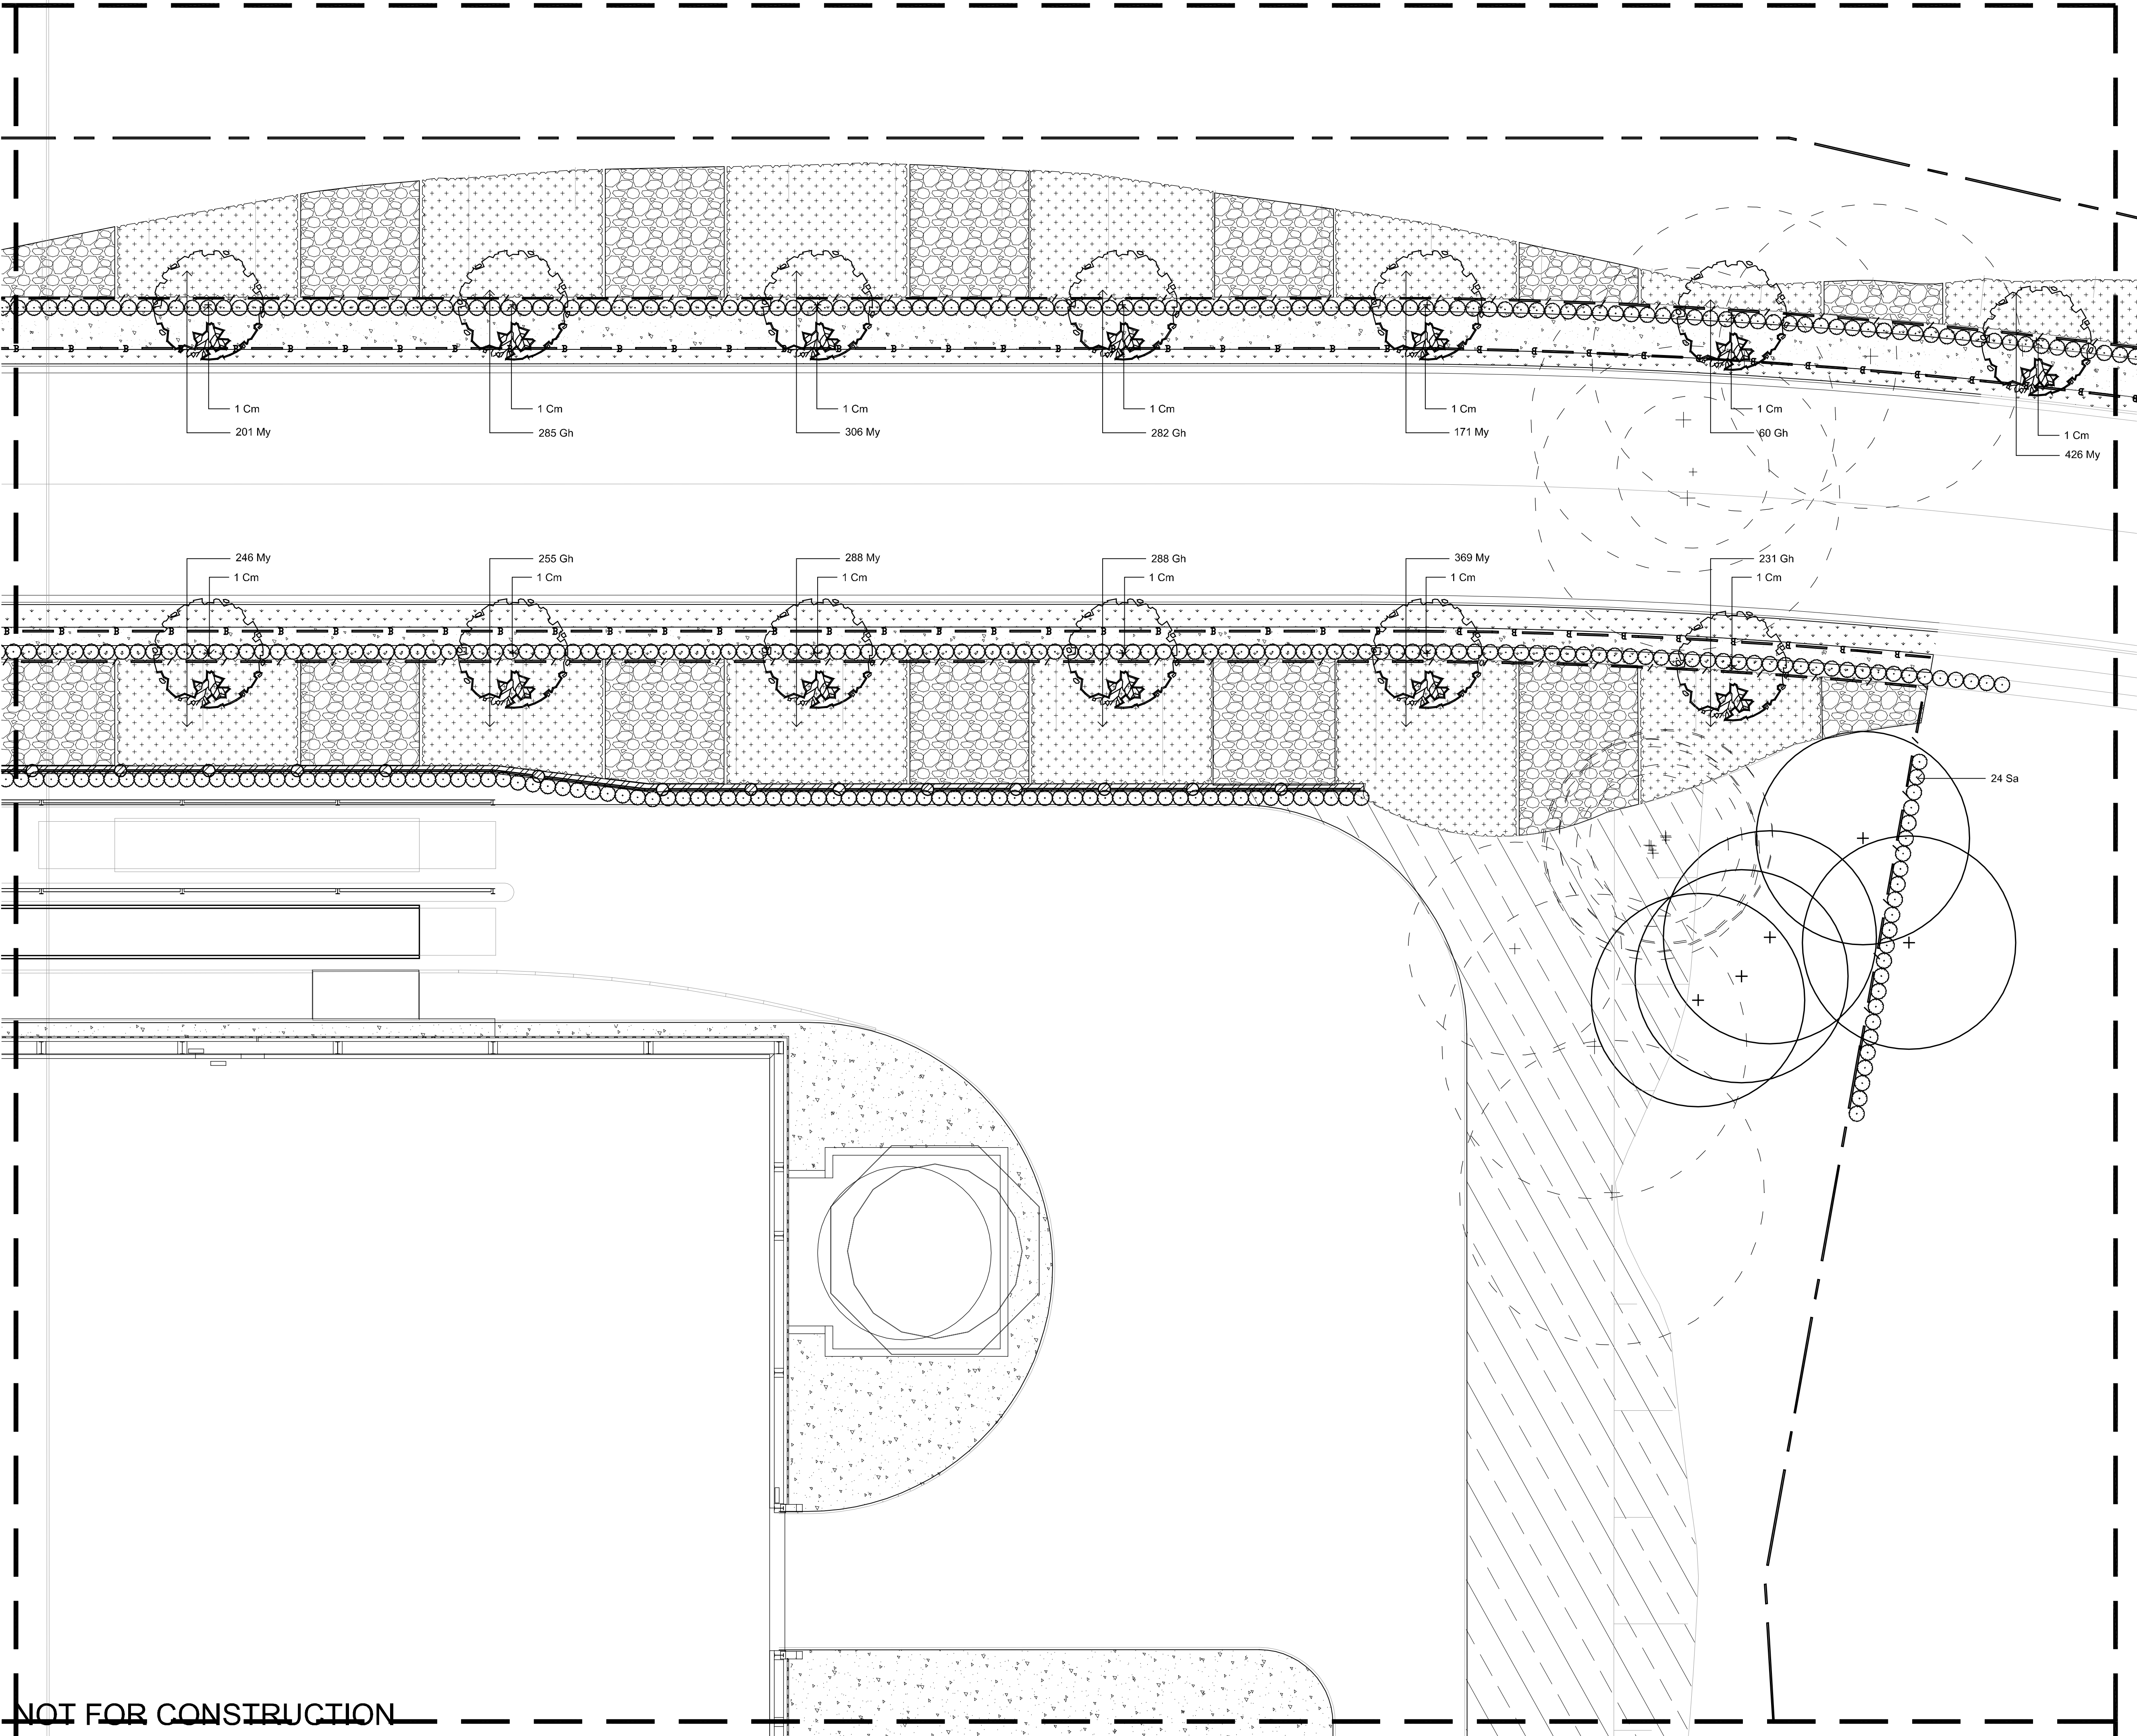 1 Cm
201 My
1 Cm
285 Gh
1 Cm
306 My
1 Cm
282 Gh
1 Cm
171 My
1 Cm
60 Gh
1 Cm
426 My
246 My
1 Cm
255 Gh
1 Cm
288 My
1 Cm
288 Gh
1 Cm
369 My
1 Cm
231 Gh
1 Cm
24 Sa
NOT FOR CONSTRUCTION